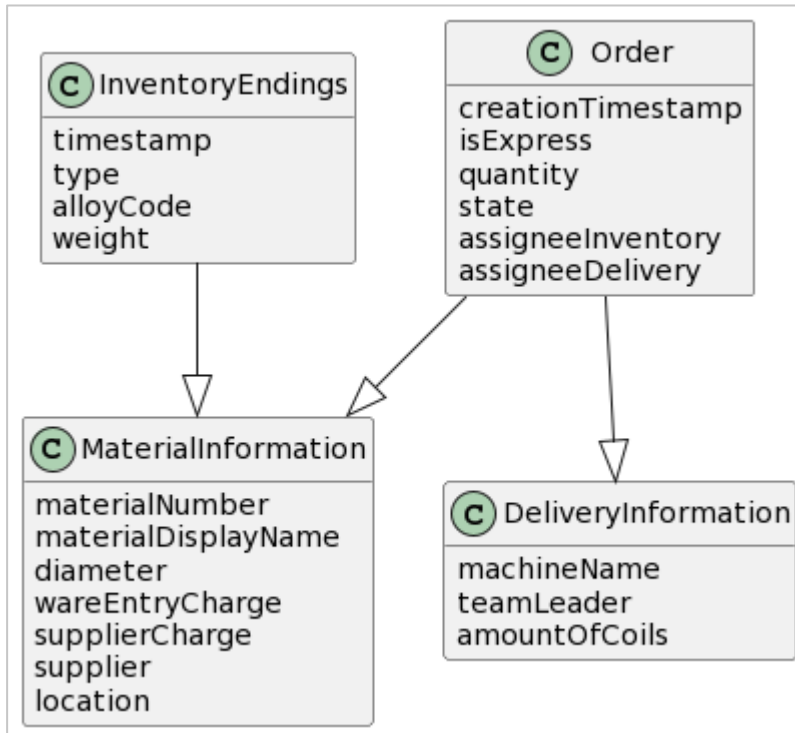 C InventoryEndings
timestamp
type
alloyCode
weight
C Order
creationTimestamp
isExpress
quantity
state
assigneeInventory
assigneeDelivery
C MaterialInformation
materialNumber
materialDisplayName
diameter
wareEntryCharge
supplierCharge
supplier
location
C DeliveryInformation
machineName
teamLeader
amountOfCoils